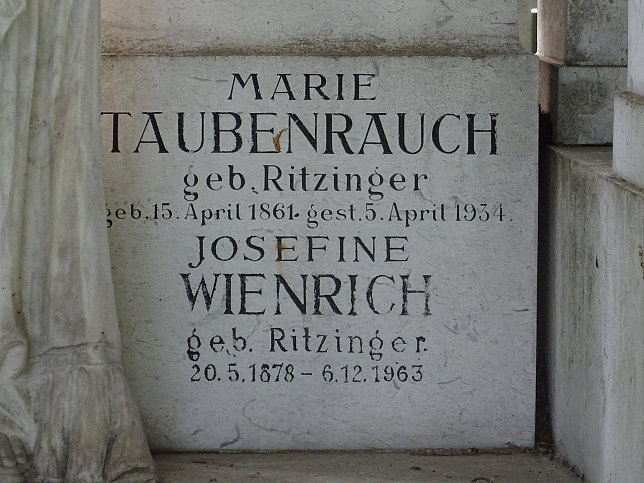 MARIE
TAUBENRAUCH
geb. Ritzinger
geb. 15. April 1861. gest. 5. April 1934.
JOSEFINE
WIENRICH
geb. Ritzinger
20. 5. 1878 – 6. 12. 1963